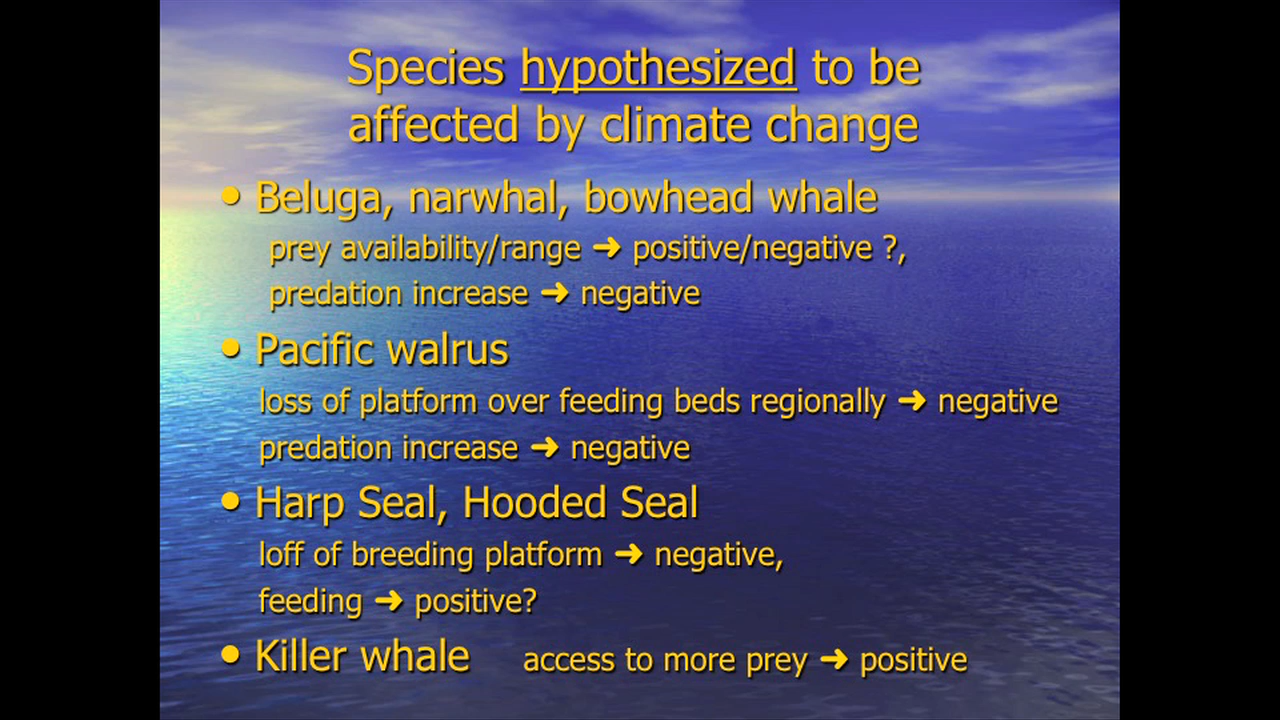 Species hypothesized to be
affected by climate change
• Beluga, narwhal, bowhead whale
prey availability/range ➜ positive/negative ?,
predation increase ➜ negative
• Pacific walrus
loss of platform over feeding beds regionally ➜ negative
predation increase ➜ negative
• Harp Seal, Hooded Seal
loff of breeding platform ➜ negative,
feeding ➜ positive?
• Killer whale access to more prey ➜ positive